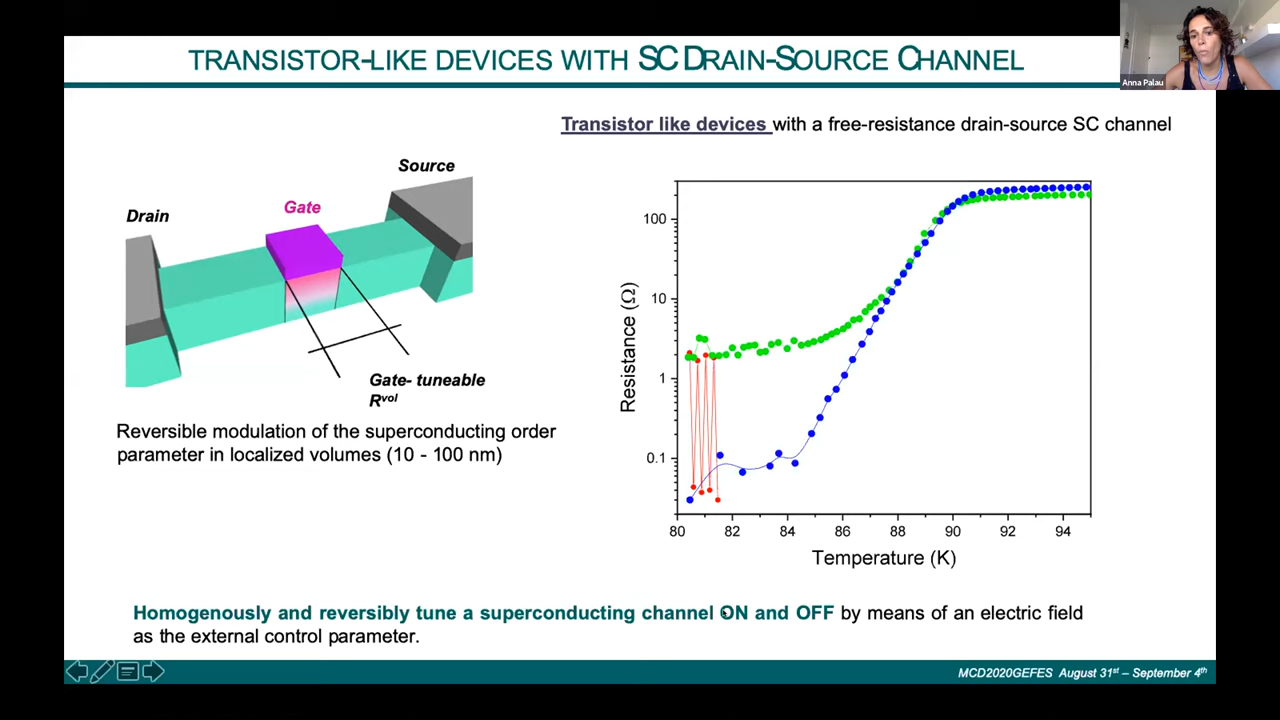 TRANSISTOR-LIKE DEVICES WITH SC DRAIN-SOURCE CHANNEL
Anna Palau
Transistor like devices with a free-resistance drain-source SC channel
Source
Gate
Drain
Gate- tuneable
Rvol
Reversible modulation of the superconducting order
parameter in localized volumes (10 - 100 nm)
Resistance (Ω)
100
10
1
0.1
80 82 84 86 88 90 92 94
Temperature (K)
Homogenously and reversibly tune a superconducting channel ON and OFF by means of an electric field
as the external control parameter.
MCD2020GEFES August 31st – September 4th